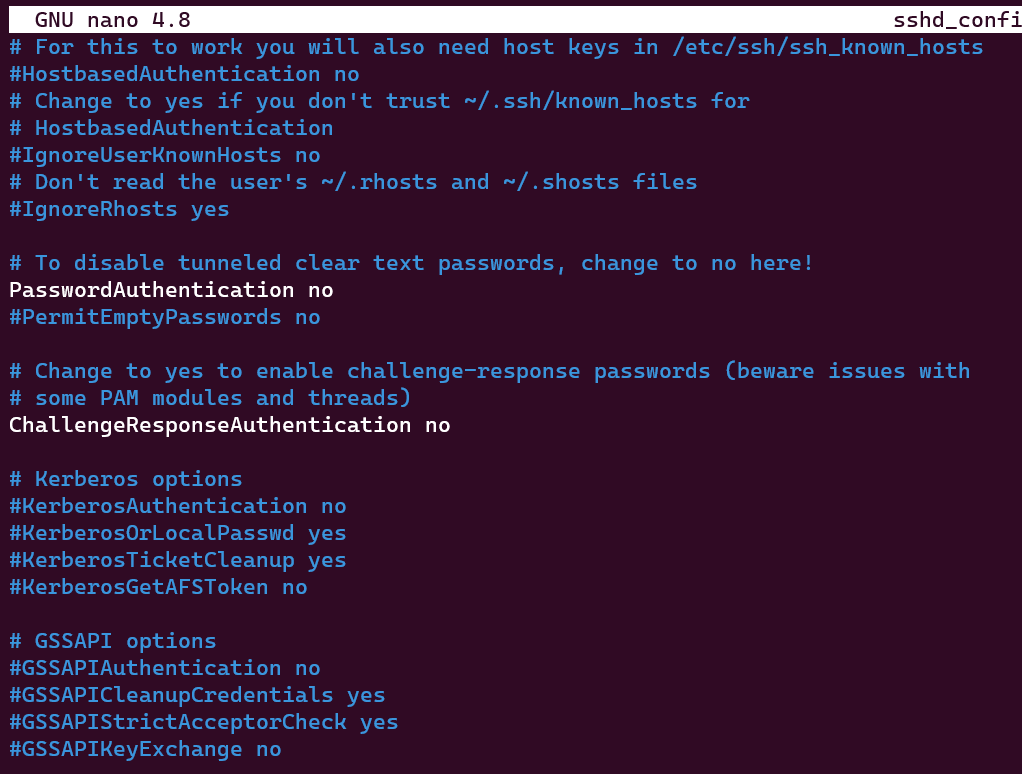 GNU nano 4.8 sshd_confi
# For this to work you will also need host keys in /etc/ssh/ssh_known_hosts
#HostbasedAuthentication no
# Change to yes if you don't trust ~/.ssh/known_hosts for
# HostbasedAuthentication
#IgnoreUserKnownHosts no
# Don't read the user's ~/.rhosts and ~/.shosts files
#IgnoreRhosts yes
# To disable tunneled clear text passwords, change to no here!
PasswordAuthentication no
#PermitEmptyPasswords no
# Change to yes to enable challenge-response passwords (beware issues with
# some PAM modules and threads)
ChallengeResponseAuthentication no
# Kerberos options
#KerberosAuthentication no
#KerberosOrLocalPasswd yes
#KerberosTicketCleanup yes
#KerberosGetAFSToken no
# GSSAPI options
#GSSAPIAuthentication no
#GSSAPICleanupCredentials yes
#GSSAPIStrictAcceptorCheck yes
#GSSAPIKeyExchange no